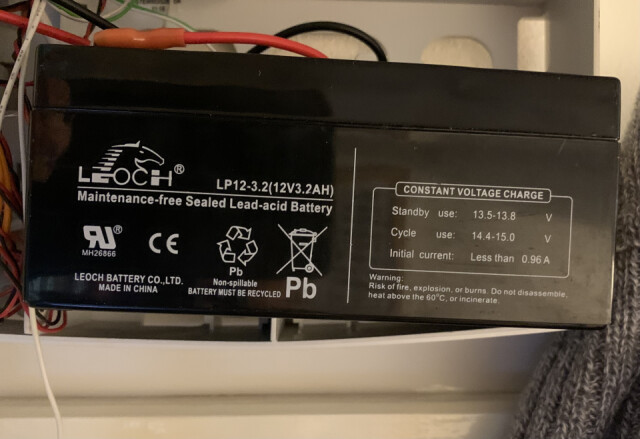 LEOCH®
LP12-3.2(12V3.2AH)
Maintenance-free Sealed Lead-acid Battery
MH26866
CE
Pb
Non-spillable
BATTERY MUST BE RECYCLED
Pb
LEOCH BATTERY CO.,LTD.
MADE IN CHINA
CONSTANT VOLTAGE CHARGE
Standby use: 13.5-13.8 V
Cycle use: 14.4-15.0 V
Initial current: Less than 0.96 A
Warning:
Risk of fire, explosion, or burns. Do not disassemble,
heat above the 60°C, or incinerate.